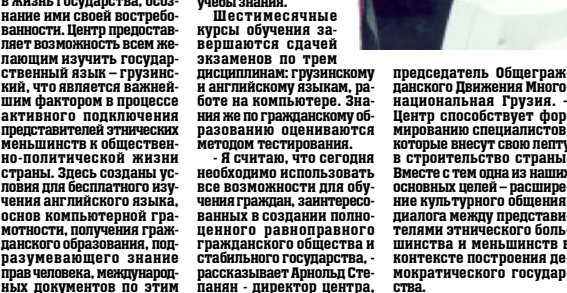 в жизнь государства, осоз-
нание ими своей востребо-
ванности. Центр предостав-
ляет возможность всем же-
лающим изучить государ-
ственный язык – грузинс-
кий, что является важней-
шим фактором в процессе
активного подключения
представителей этнических
меньшинств к обществен-
но-политической жизни
страны. Здесь созданы ус-
ловия для бесплатного изу-
чения английского языка,
основ компьютерной гра-
мотности, получения граж-
данского образования, под-
разумевающего знание
прав человека, международ-
ных документов по этим
учебы знания.
Шестимесячные
курсы обучения за-
вершаются сдачей
экзаменов по трем
дисциплинам: грузинскому
и английскому языкам, ра-
боте на компьютере. Зна-
ния же по гражданскому об-
разованию оцениваются
методом тестирования.
- Я считаю, что сегодня
необходимо использовать
все возможности для обу-
чения граждан, заинтересо-
ванных в создании полно-
ценного равноправного
гражданского общества и
стабильного государства, -
рассказывает Арнольд Сте-
панян - директор центра,
председатель Общеграж-
данского Движения Много-
национальная Грузия. -
Центр способствует фор-
мированию специалистов,
которые внесут свою лепту
в строительство страны.
Вместе с тем одна из наших
основных целей – расшире-
ние культурного общения,
диалога между представи-
телями этнического боль-
шинства и меньшинств в
контексте построения де-
мократического государ-
ства.